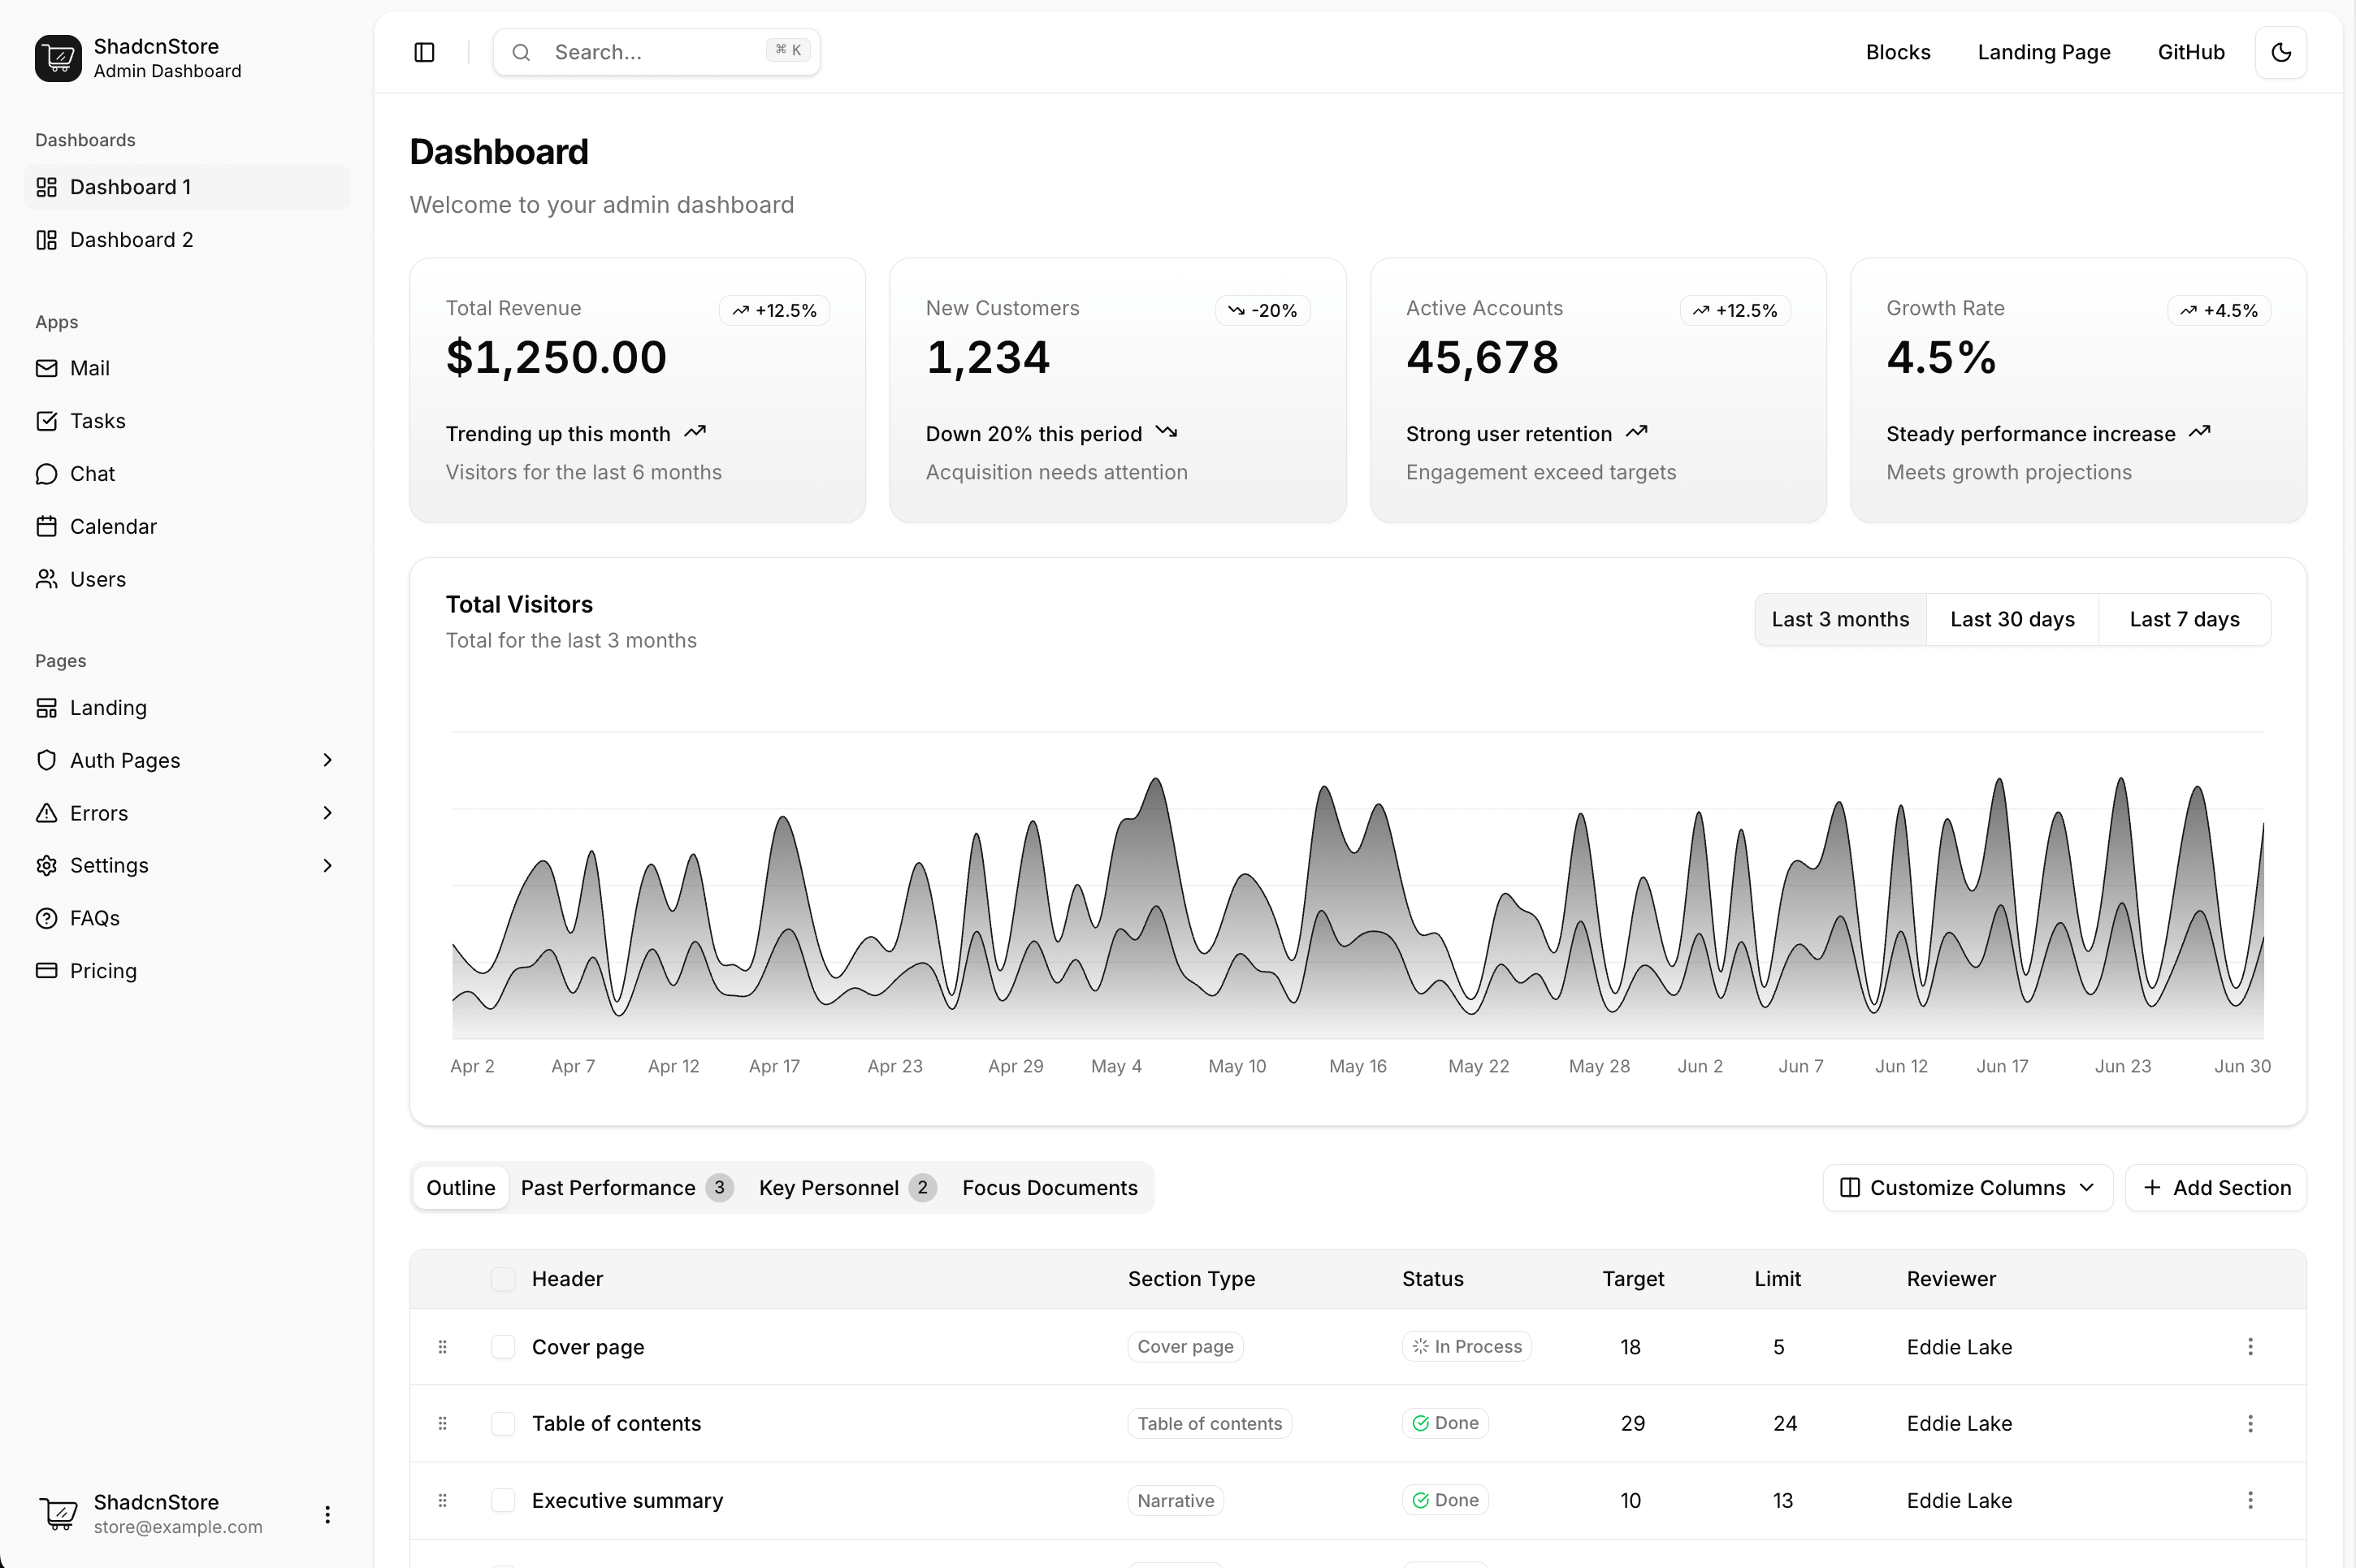 ShadcnStore
Admin Dashboard
Dashboards
Dashboard 1
Dashboard 2
Apps
Mail
Tasks
Chat
Calendar
Users
Pages
Landing
Auth Pages
Errors
Settings
FAQs
Pricing
ShadcnStore
store@example.com
Search...
⌘ K
Blocks
Landing Page
GitHub
Dashboard
Welcome to your admin dashboard
Total Revenue
+12.5%
$1,250.00
Trending up this month
Visitors for the last 6 months
New Customers
-20%
1,234
Down 20% this period
Acquisition needs attention
Active Accounts
+12.5%
45,678
Strong user retention
Engagement exceed targets
Growth Rate
+4.5%
4.5%
Steady performance increase
Meets growth projections
Total Visitors
Total for the last 3 months
Last 3 months
Last 30 days
Last 7 days
Apr 2 Apr 7 Apr 12 Apr 17 Apr 23 Apr 29 May 4 May 10 May 16 May 22 May 28 Jun 2 Jun 7 Jun 12 Jun 17 Jun 23 Jun 30
Outline Past Performance 3 Key Personnel 2 Focus Documents
Customize Columns
Add Section
Header Section Type Status Target Limit Reviewer
Cover page Cover page In Process 18 5 Eddie Lake
Table of contents Table of contents Done 29 24 Eddie Lake
Executive summary Narrative Done 10 13 Eddie Lake